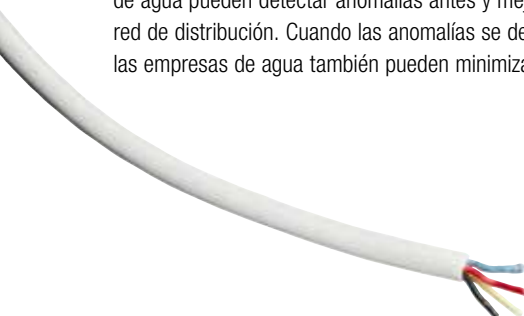 de agua pueden detectar anomalías antes y
red de distribución. Cuando las anomalías se
las empresas de agua también pueden